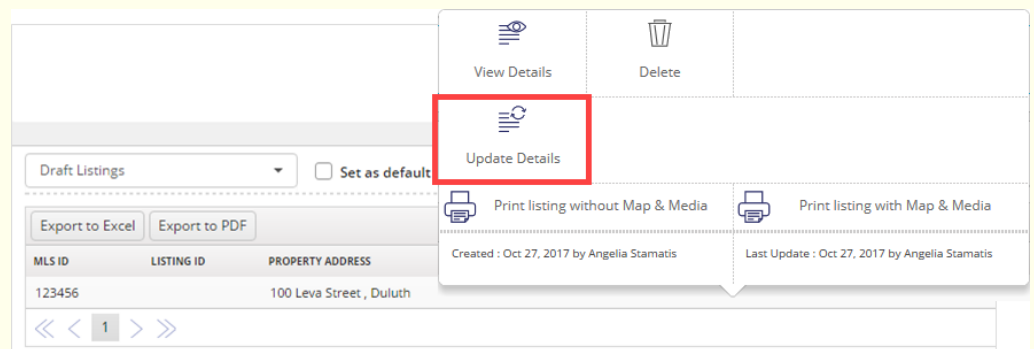 View Details Delete
Update Details
Draft Listings Set as default
Print listing without Map & Media Print listing with Map & Media
Export to Excel Export to PDF
Created : Oct 27, 2017 by Angelia Stamatis Last Update : Oct 27, 2017 by Angelia Stamatis
MLS ID LISTING ID PROPERTY ADDRESS
123456 100 Leva Street , Duluth
1